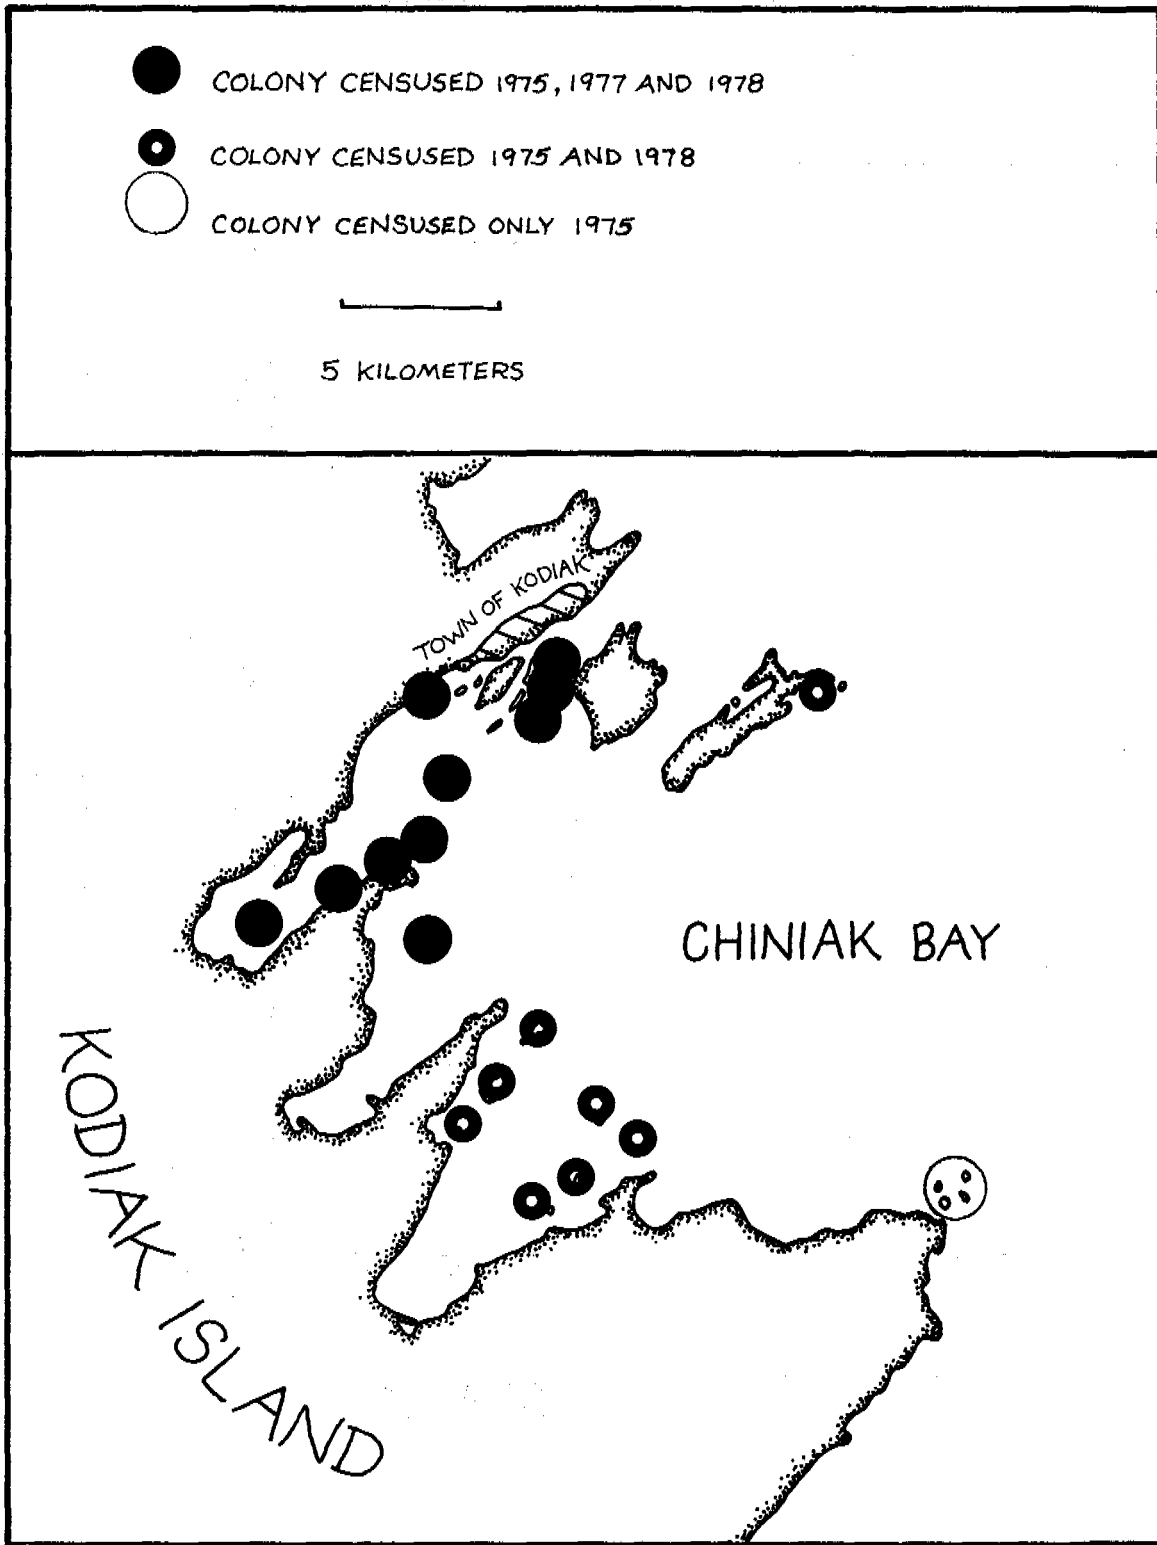 COLONY CENSUSED 1975, 1977 AND 1978
COLONY CENSUSED 1975 AND 1978
COLONY CENSUSED ONLY 1975
5 KILOMETERS
TOWN OF KODIAK
CHINIAK BAY
KODIAK ISLAND